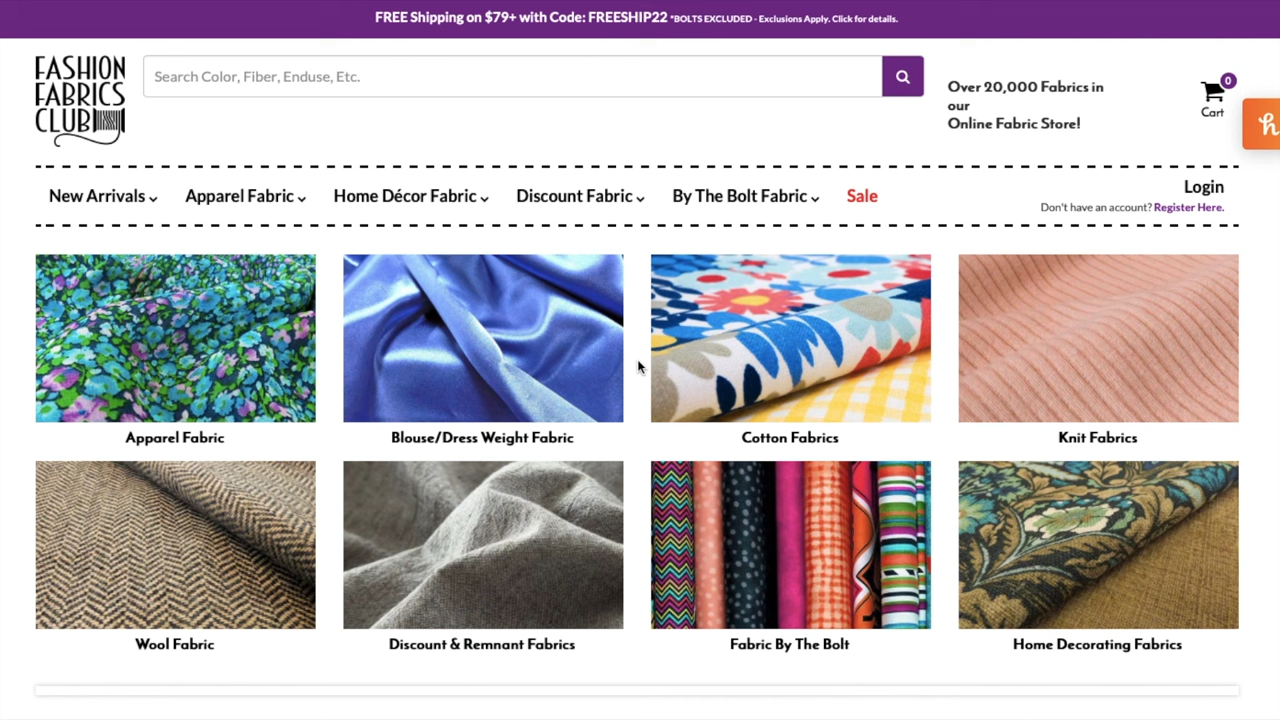 FREE Shipping on $79+ with Code: FREESHIP22 *BOLTS EXCLUDED - Exclusions Apply. Click for details.
FASHION
FABRICS
CLUB
Search Color, Fiber, Enduse, Etc.
Over 20,000 Fabrics in
our
Online Fabric Store!
0
Cart
h
New Arrivals Apparel Fabric Home Décor Fabric Discount Fabric By The Bolt Fabric Sale
Login
Don't have an account? Register Here.
Apparel Fabric Blouse/Dress Weight Fabric Cotton Fabrics Knit Fabrics
Wool Fabric Discount & Remnant Fabrics Fabric By The Bolt Home Decorating Fabrics